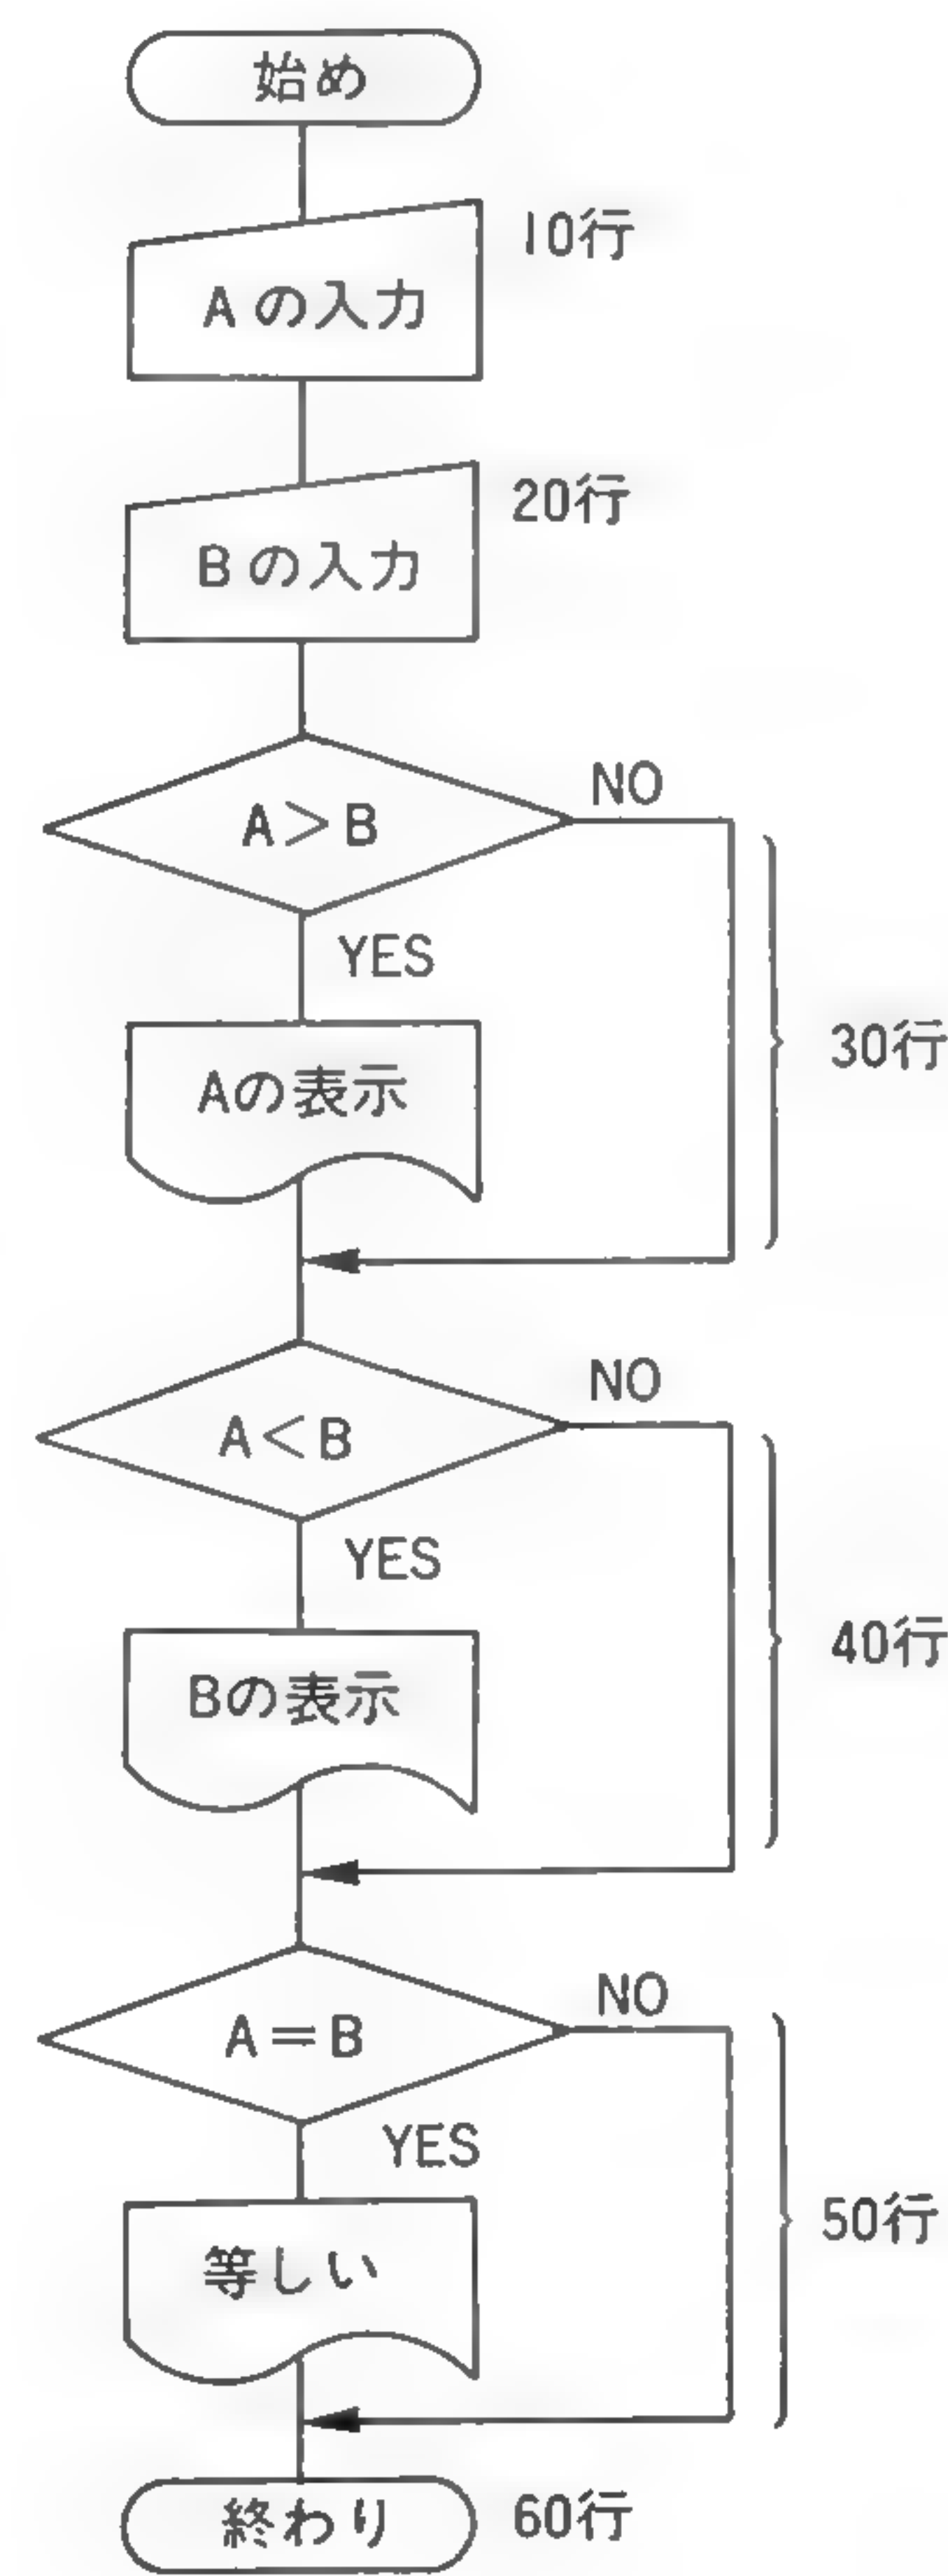 始め
10行
Aの入力
20行
Bの入力
A>B
NO
YES
Aの表示
30行
A<B
NO
YES
Bの表示
40行
A=B
NO
YES
等しい
50行
終わり
60行